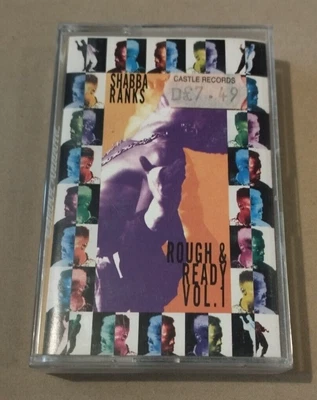 SHABBA
RANKS
CASTLE RECORDS
D£7.49
ROUGH &
READY
VOL.1